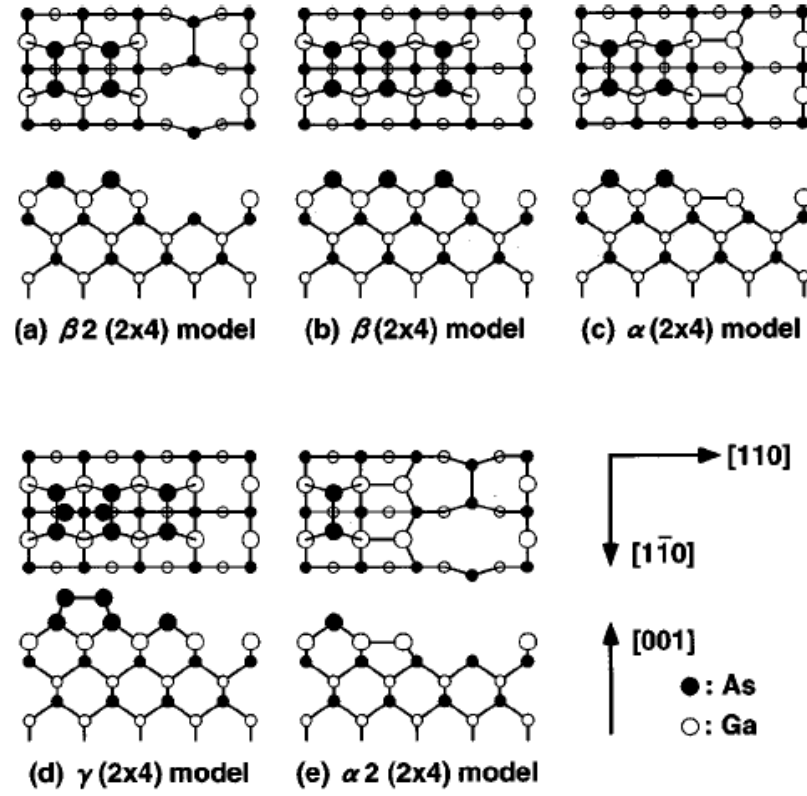 (a) β2 (2x4) model
(b) β (2x4) model
(c) α (2x4) model
[110]
[11̄0]
[001]
● : As
○ : Ga
(d) γ (2x4) model
(e) α2 (2x4) model